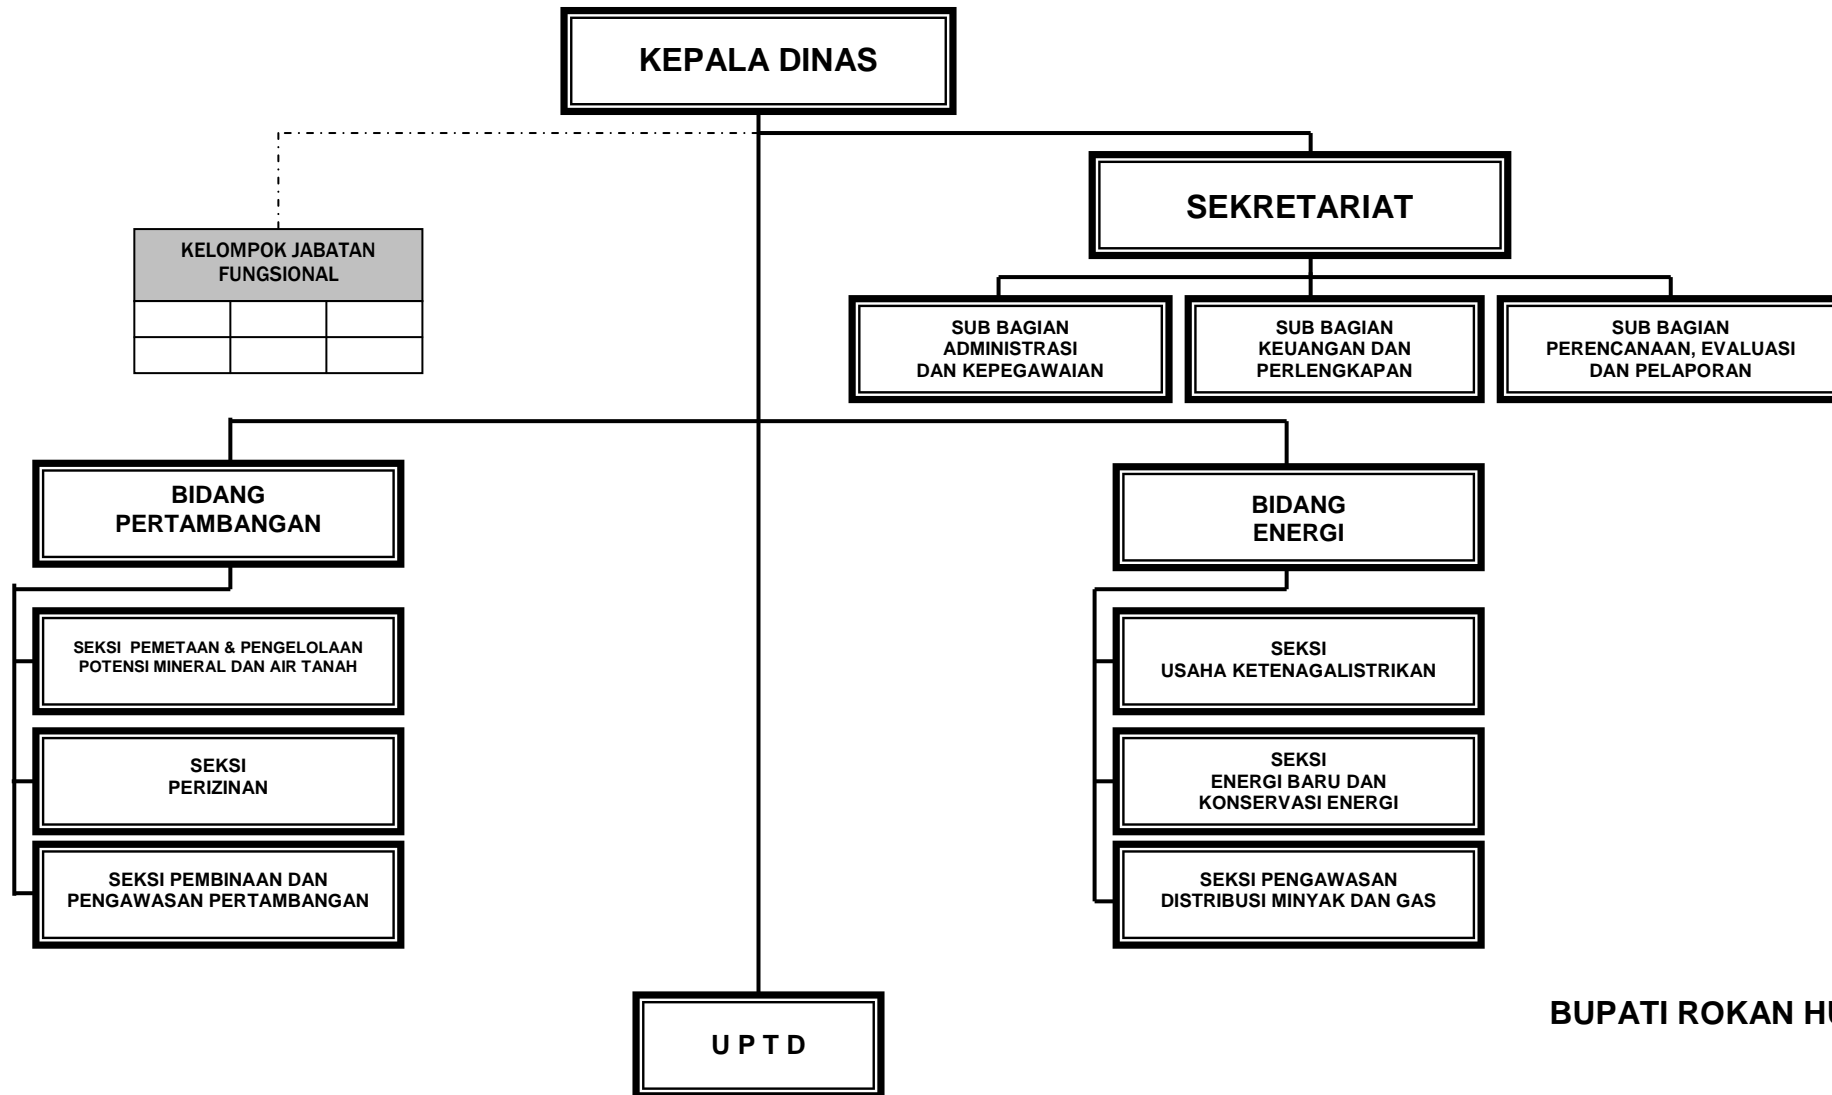 KEPALA DINAS
SEKRETARIAT
KELOMPOK JABATAN
FUNGSIONAL
SUB BAGIAN
ADMINISTRASI
DAN KEPEGAWAIAN
SUB BAGIAN
KEUANGAN DAN
PERLENGKAPAN
SUB BAGIAN
PERENCANAAN, EVALUASI
DAN PELAPORAN
BIDANG
PERTAMBANGAN
BIDANG
ENERGI
SEKSI PEMETAAN & PENGELOLAAN
POTENSI MINERAL DAN AIR TANAH
SEKSI
PERIZINAN
SEKSI PEMBINAAN DAN
PENGAWASAN PERTAMBANGAN
SEKSI
USAHA KETENAGALISTRIKAN
SEKSI
ENERGI BARU DAN
KONSERVASI ENERGI
SEKSI PENGAWASAN
DISTRIBUSI MINYAK DAN GAS
U P T D
BUPATI ROKAN